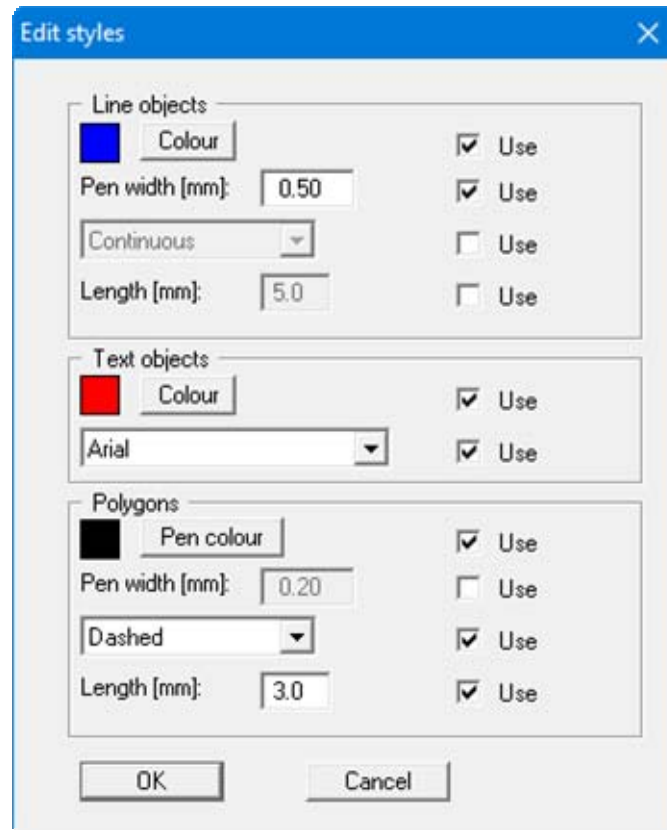 Edit styles
Line objects
Colour Use
Pen width [mm]: 0.50 Use
Continuous Use
Length [mm]: 5.0 Use
Text objects
Colour Use
Arial Use
Polygons
Pen colour Use
Pen width [mm]: 0.20 Use
Dashed Use
Length [mm]: 3.0 Use
OK Cancel